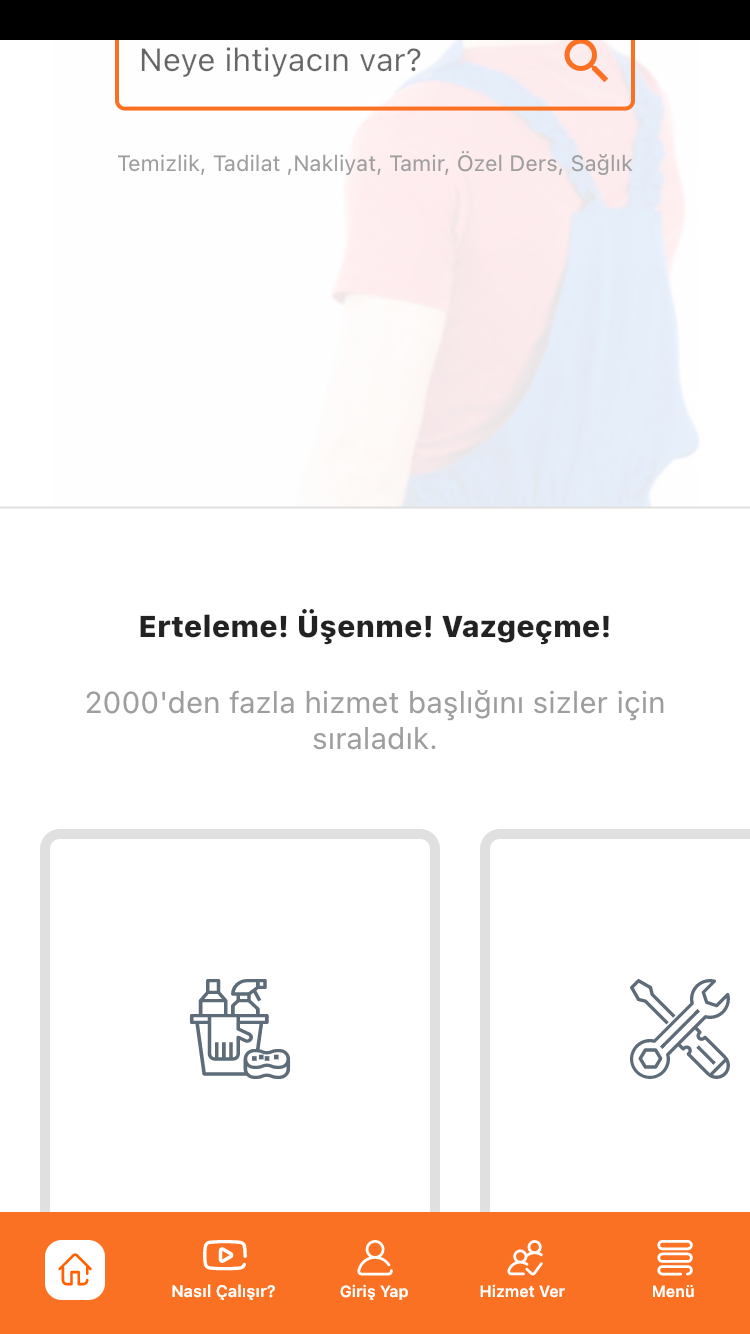 Neye ihtiyacın var?
Temizlik, Tadilat ,Nakliyat, Tamir, Özel Ders, Sağlık
Erteleme! Üşenme! Vazgeçme!
2000'den fazla hizmet başlığını sizler için
sıraladık.
Nasıl Çalışır?
Giriş Yap
Hizmet Ver
Menü